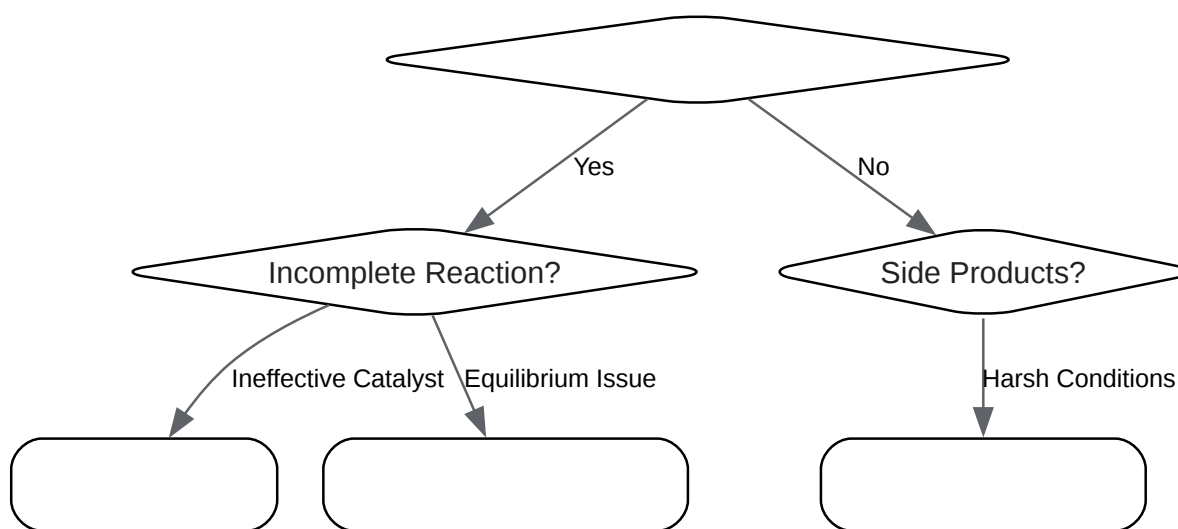 Yes
No
Incomplete Reaction?
Side Products?
Ineffective Catalyst
Equilibrium Issue
Harsh Conditions